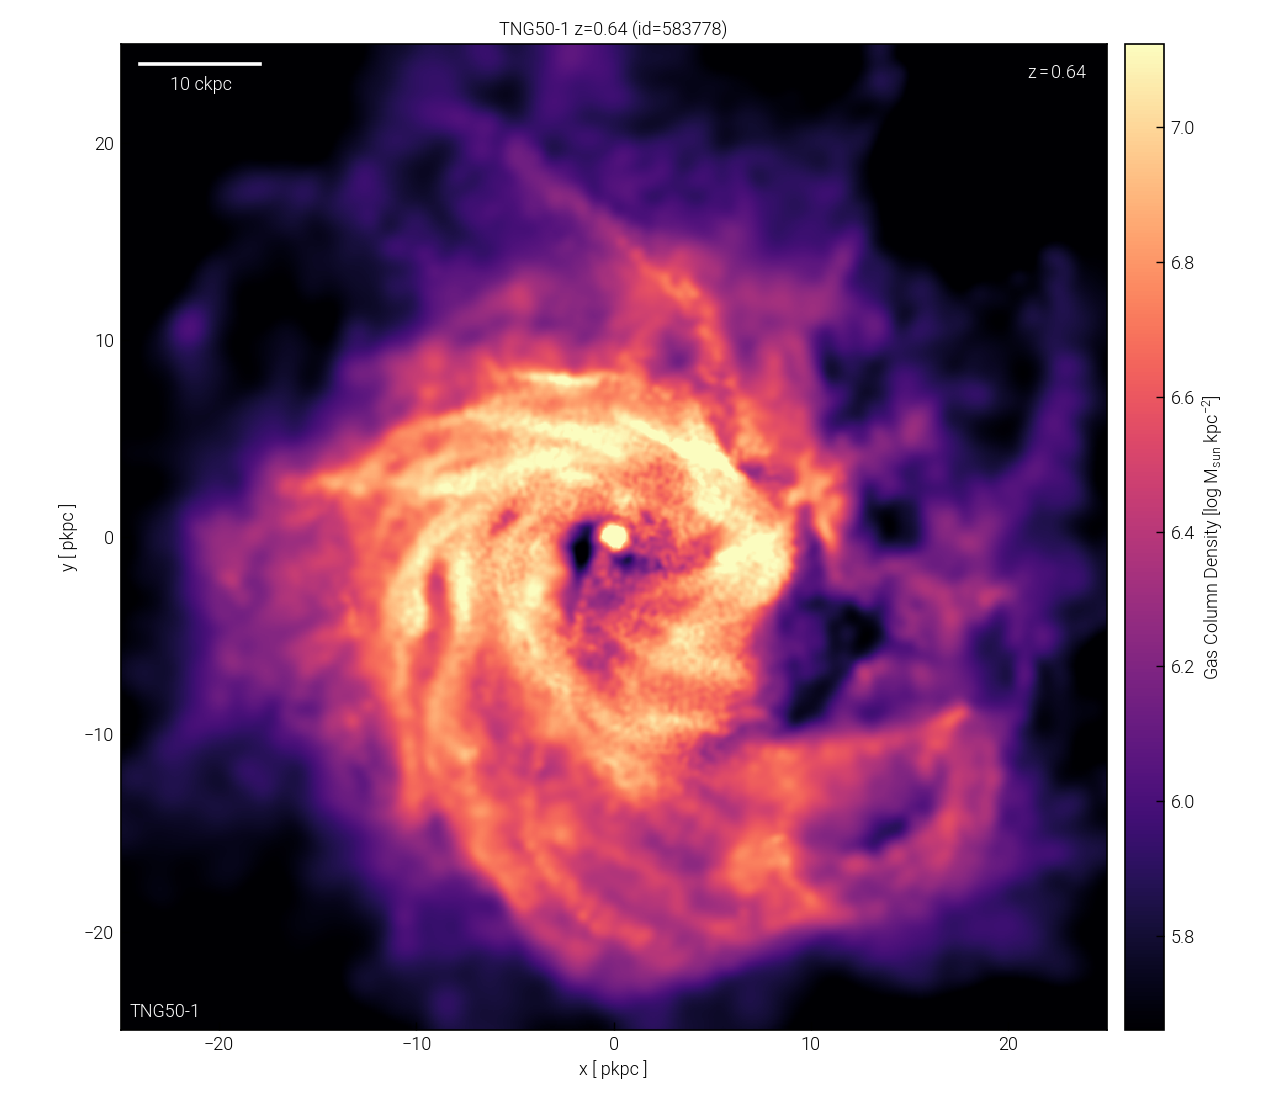 TNG50-1 z=0.64 (id=583778)
10 ckpc
z=0.64
20
10
0
−10
−20
y [ pkpc ]
TNG50-1
−20
−10
0
10
20
x [ pkpc ]
7.0
6.8
6.6
6.4
6.2
6.0
5.8
Gas Column Density [log M_sun kpc^−2]